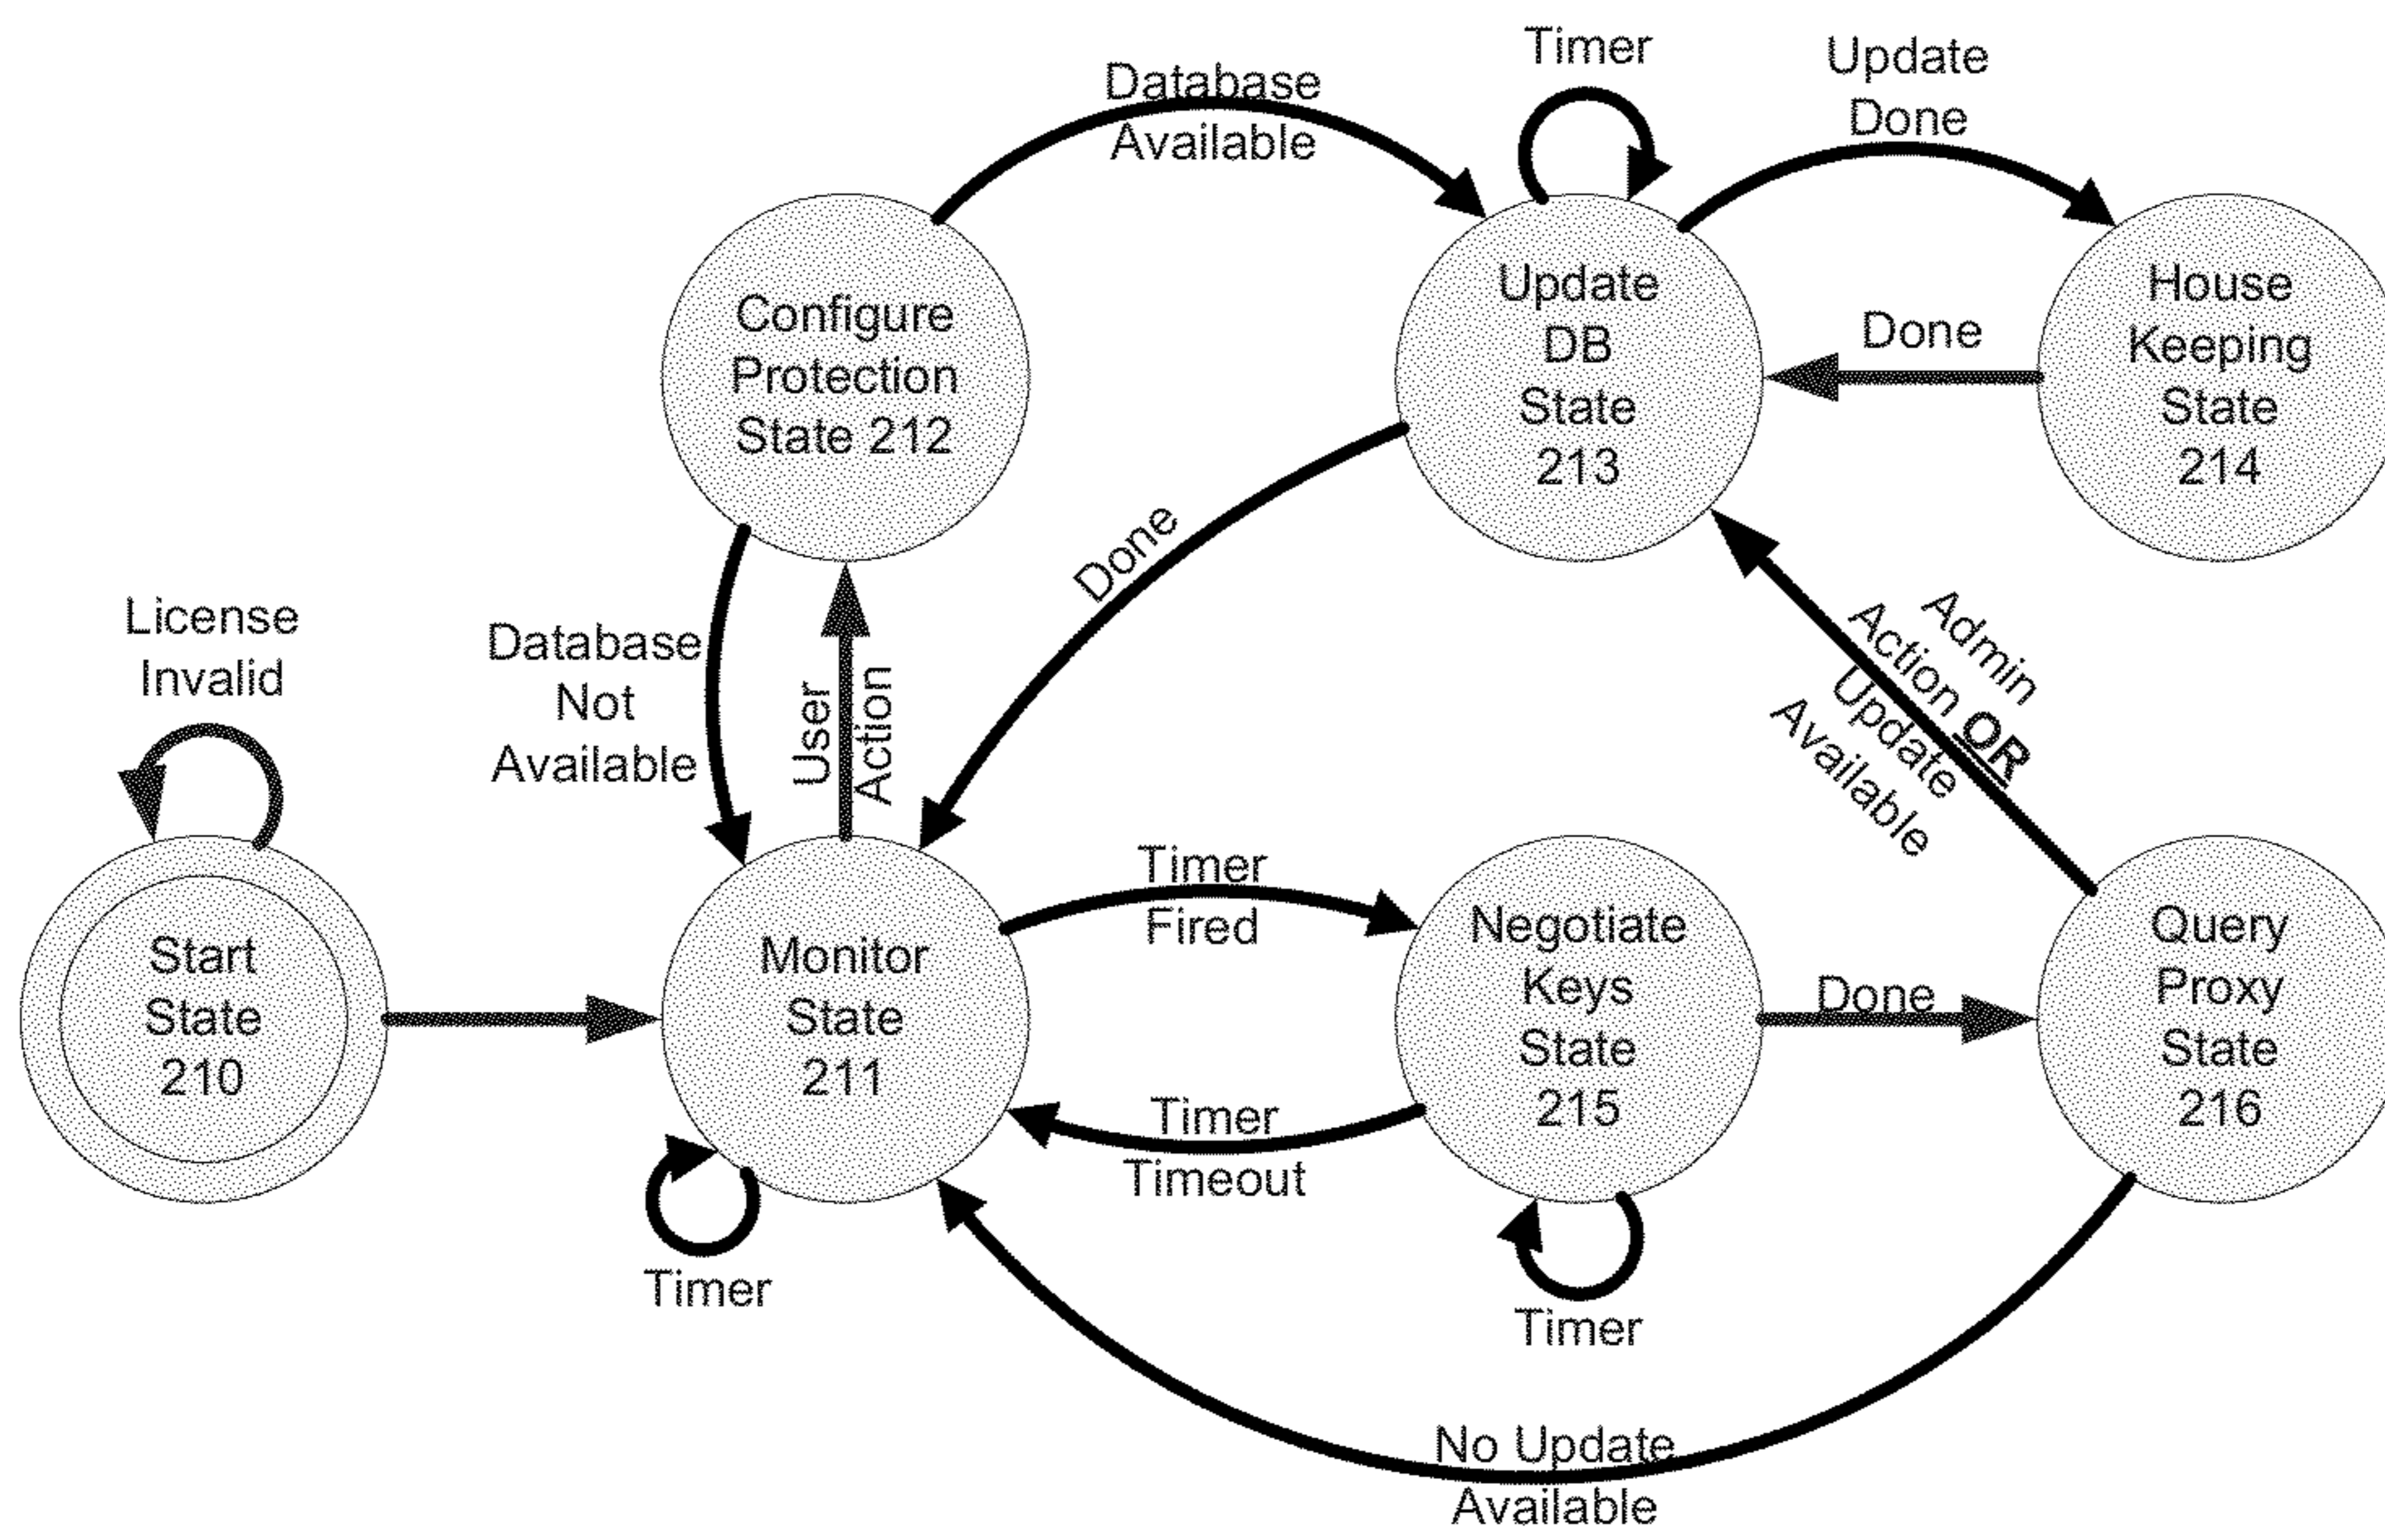 Timer
Update
Done
Database
Available
Configure
Protection
State 212
Update
DB
State
213
Done
House
Keeping
State
214
Done
License
Invalid
Database
Not
Available
User
Action
Admin
Action OR
Update
Available
Start
State
210
Monitor
State
211
Timer
Fired
Negotiate
Keys
State
215
Done
Query
Proxy
State
216
Timer
Timeout
Timer
Timer
No Update
Available